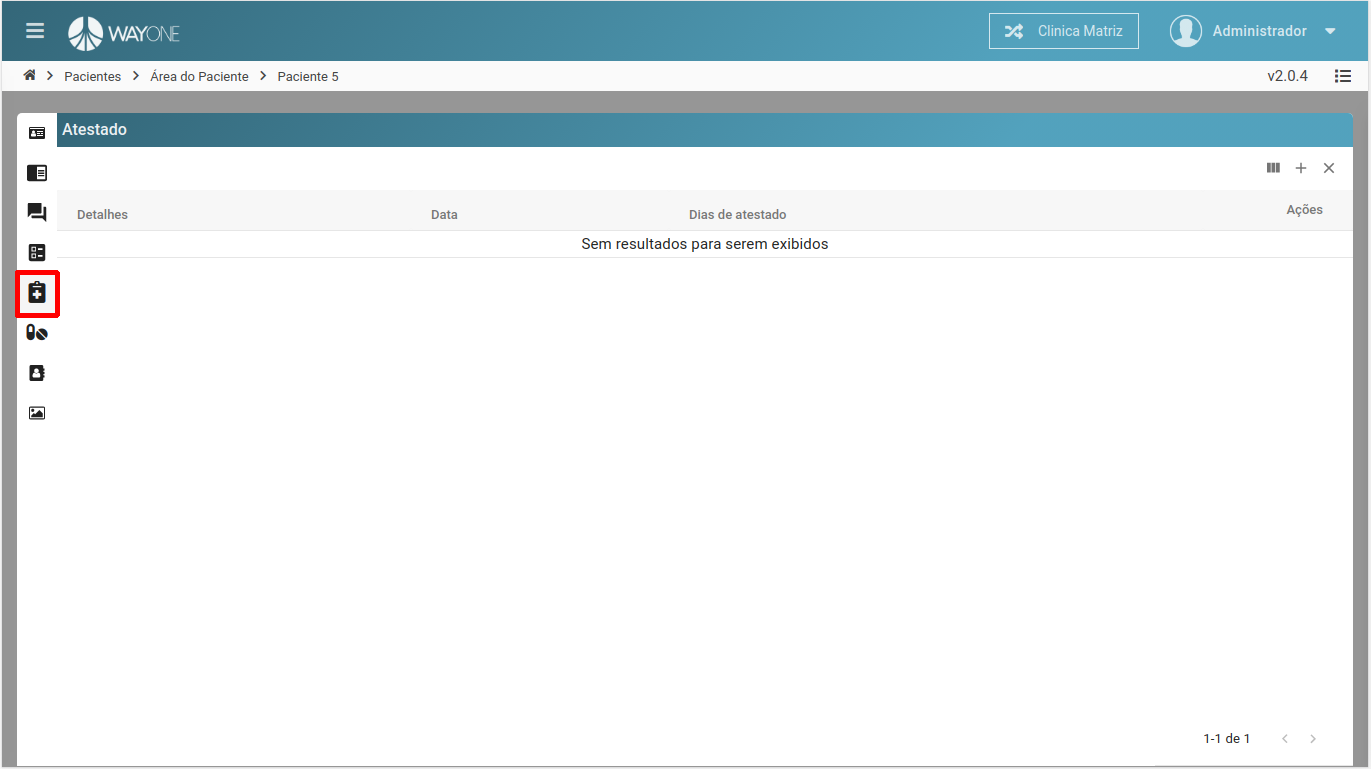 WAYONE
Clinica Matriz
Administrador
Pacientes
Área do Paciente
Paciente 5
v2.0.4
Atestado
Detalhes
Data
Dias de atestado
Ações
Sem resultados para serem exibidos
1-1 de 1